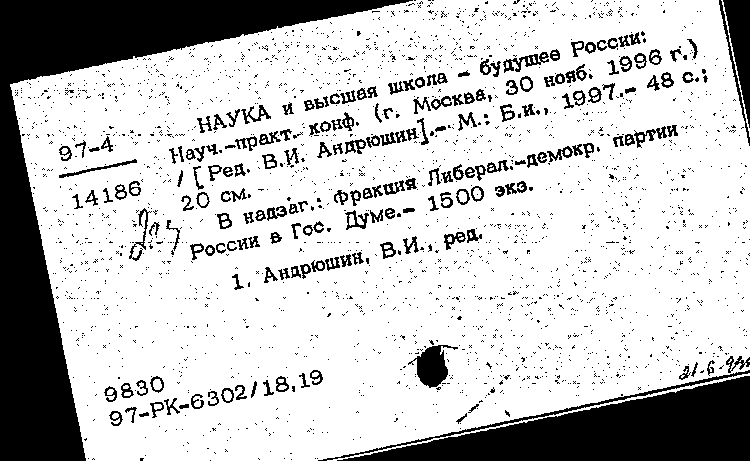 НАУКА и высшая школа – будущее России:
Науч.-практ. конф. (г. Москва, 30 нояб. 1996 г.)
/ [Ред. В.И. Андрюшин].- М.: Б.и., 1997.- 48 с.;
20 см.
В надзаг.: Фракция Либерал.-демокр. партии
России в Гос. Думе.- 1500 экз.
1. Андрюшин, В.И., ред.
97-4
14186
9830
97-РК-6302/18,19